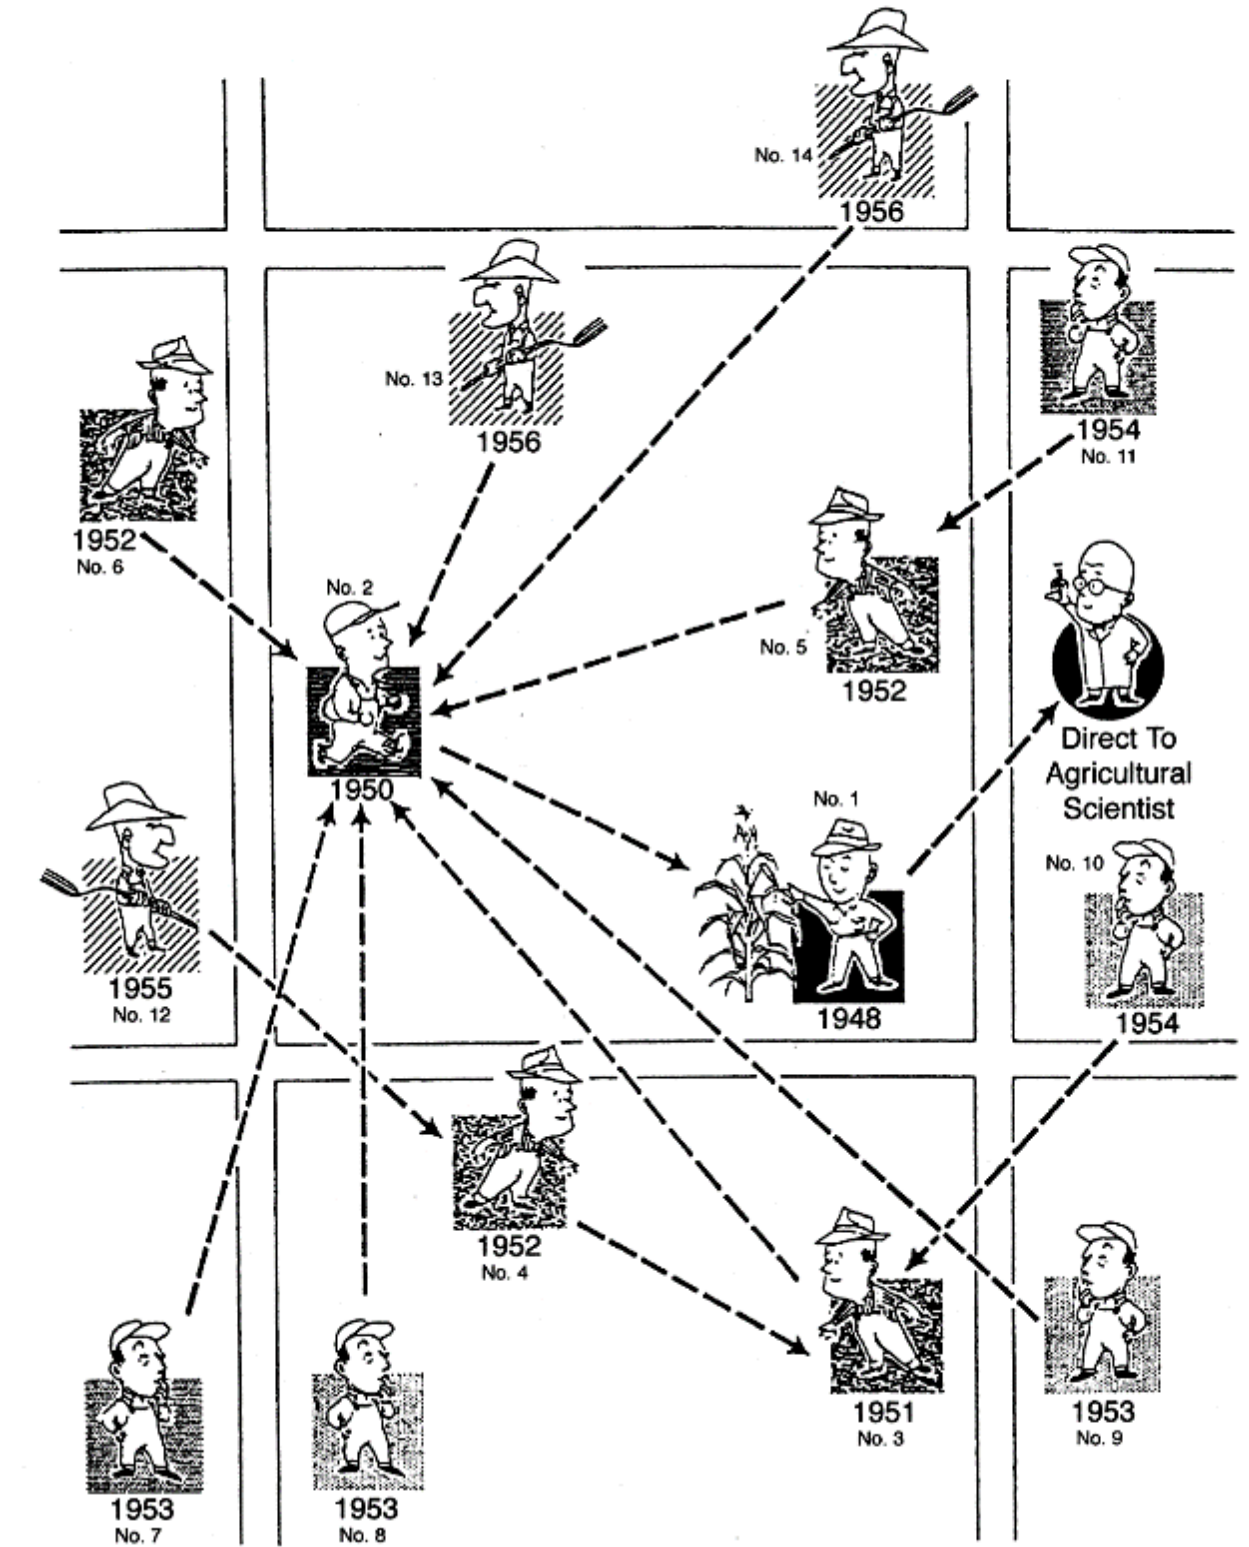 No. 14
1956
No. 13
1956
1954
No. 11
1952
No. 6
No. 2
1950
No. 5
1952
Direct To
Agricultural
Scientist
No. 1
1948
No. 10
1954
1955
No. 12
1952
No. 4
1951
No. 3
1953
No. 9
1953
No. 7
1953
No. 8